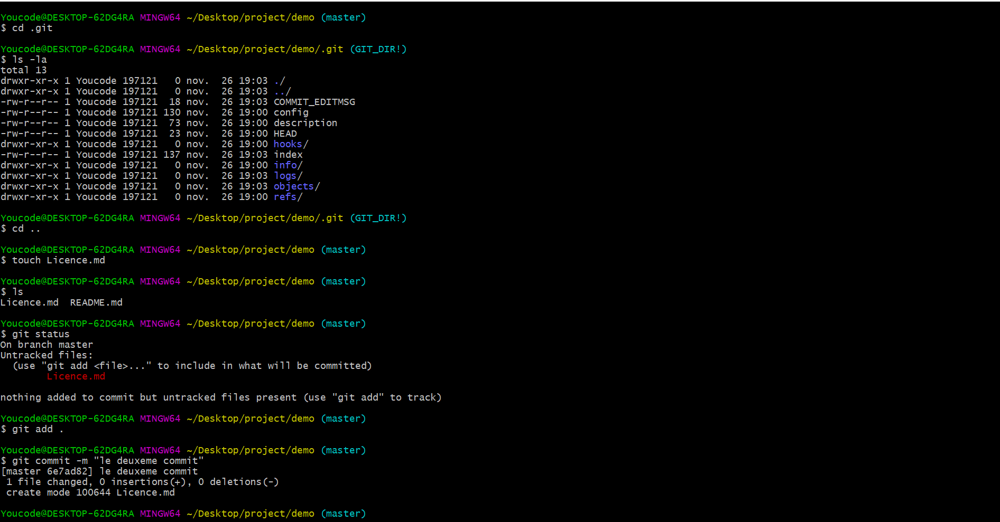 Youcode@DESKTOP-62DG4RA MINGW64 ~/Desktop/project/demo (master)
$ cd .git
Youcode@DESKTOP-62DG4RA MINGW64 ~/Desktop/project/demo/.git (GIT_DIR!)
$ ls -la
total 13
drwxr-xr-x 1 Youcode 197121   0 nov.  26 19:03 ./
drwxr-xr-x 1 Youcode 197121   0 nov.  26 19:03 ../
-rw-r--r-- 1 Youcode 197121  18 nov.  26 19:03 COMMIT_EDITMSG
-rw-r--r-- 1 Youcode 197121 130 nov.  26 19:00 config
-rw-r--r-- 1 Youcode 197121  73 nov.  26 19:00 description
-rw-r--r-- 1 Youcode 197121  23 nov.  26 19:00 HEAD
drwxr-xr-x 1 Youcode 197121   0 nov.  26 19:00 hooks/
-rw-r--r-- 1 Youcode 197121 137 nov.  26 19:03 index
drwxr-xr-x 1 Youcode 197121   0 nov.  26 19:00 info/
drwxr-xr-x 1 Youcode 197121   0 nov.  26 19:03 logs/
drwxr-xr-x 1 Youcode 197121   0 nov.  26 19:03 objects/
drwxr-xr-x 1 Youcode 197121   0 nov.  26 19:00 refs/
Youcode@DESKTOP-62DG4RA MINGW64 ~/Desktop/project/demo/.git (GIT_DIR!)
$ cd ..
Youcode@DESKTOP-62DG4RA MINGW64 ~/Desktop/project/demo (master)
$ touch Licence.md
Youcode@DESKTOP-62DG4RA MINGW64 ~/Desktop/project/demo (master)
$ ls
Licence.md  README.md
Youcode@DESKTOP-62DG4RA MINGW64 ~/Desktop/project/demo (master)
$ git status
On branch master
Untracked files:
  (use "git add <file>..." to include in what will be committed)
        Licence.md
nothing added to commit but untracked files present (use "git add" to track)
Youcode@DESKTOP-62DG4RA MINGW64 ~/Desktop/project/demo (master)
$ git add .
Youcode@DESKTOP-62DG4RA MINGW64 ~/Desktop/project/demo (master)
$ git commit -m "le deuxeme commit"
[master 6e7ad82] le deuxeme commit
 1 file changed, 0 insertions(+), 0 deletions(-)
 create mode 100644 Licence.md
Youcode@DESKTOP-62DG4RA MINGW64 ~/Desktop/project/demo (master)